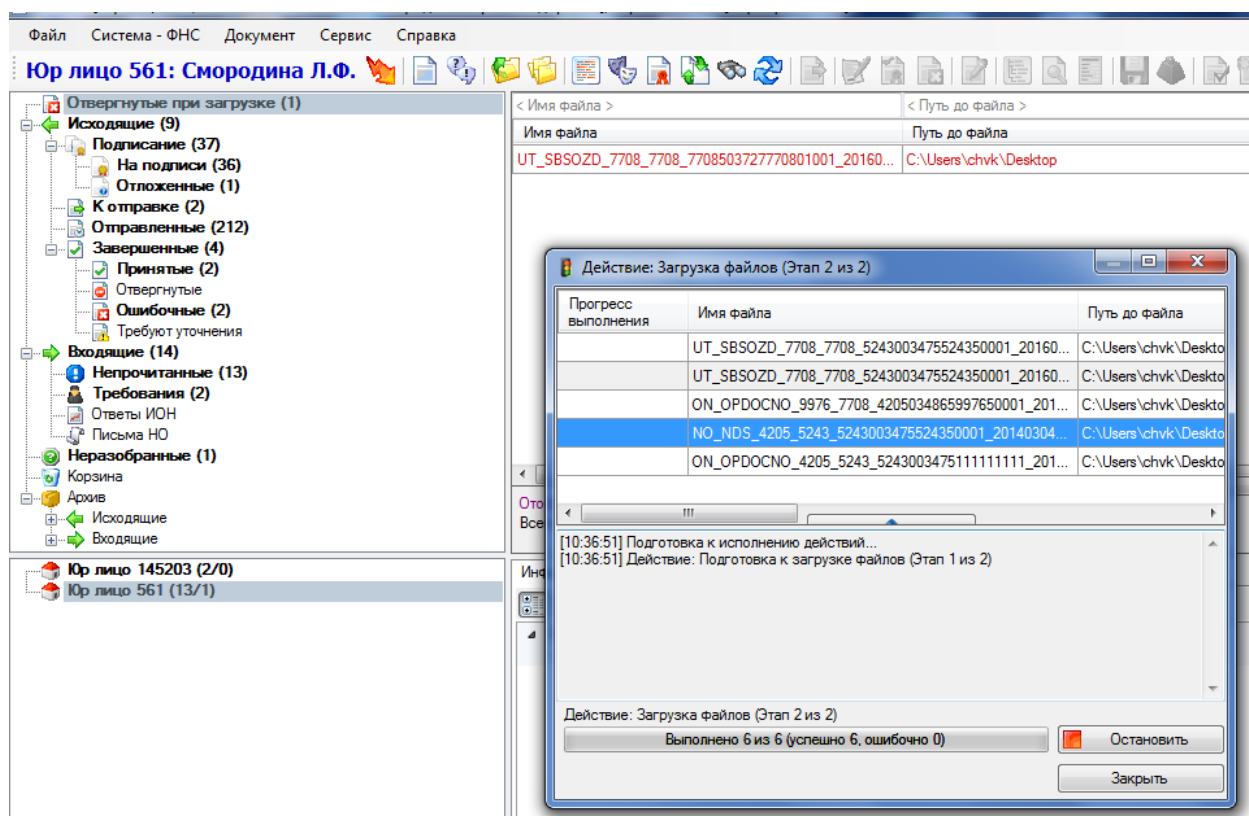 Файл Система - ФНС Документ Сервис Справка
Юр лицо 561: Смородина Л.Ф.
Отвергнутые при загрузке (1)
Исходящие (9)
Подписание (37)
На подписи (36)
Отложенные (1)
К отправке (2)
Отправленные (212)
Завершенные (4)
Принятые (2)
Отвергнутые
Ошибочные (2)
Требуют уточнения
Входящие (14)
Непрочитанные (13)
Требования (2)
Ответы ИОН
Письма НО
Неразобранные (1)
Корзина
Архив
Исходящие
Входящие
Юр лицо 145203 (2/0)
Юр лицо 561 (13/1)
< Имя файла > < Путь до файла >
Имя файла Путь до файла
UT_SBSOZD_7708_7708_7708503727770801001_20160... C:\Users\chvk\Desktop
Ото
Все
Инф
Действие: Загрузка файлов (Этап 2 из 2)
Прогресс выполнения Имя файла Путь до файла
UT_SBSOZD_7708_7708_5243003475524350001_20160... C:\Users\chvk\Deskto
UT_SBSOZD_7708_7708_5243003475524350001_20160... C:\Users\chvk\Deskto
ON_OPDOCNO_9976_7708_4205034865997650001_201... C:\Users\chvk\Deskto
NO_NDS_4205_5243_5243003475524350001_20140304... C:\Users\chvk\Deskto
ON_OPDOCNO_4205_5243_5243003475111111111_201... C:\Users\chvk\Deskto
[10:36:51] Подготовка к исполнению действий...
[10:36:51] Действие: Подготовка к загрузке файлов (Этап 1 из 2)
Действие: Загрузка файлов (Этап 2 из 2)
Выполнено 6 из 6 (успешно 6, ошибочно 0)
Остановить
Закрыть